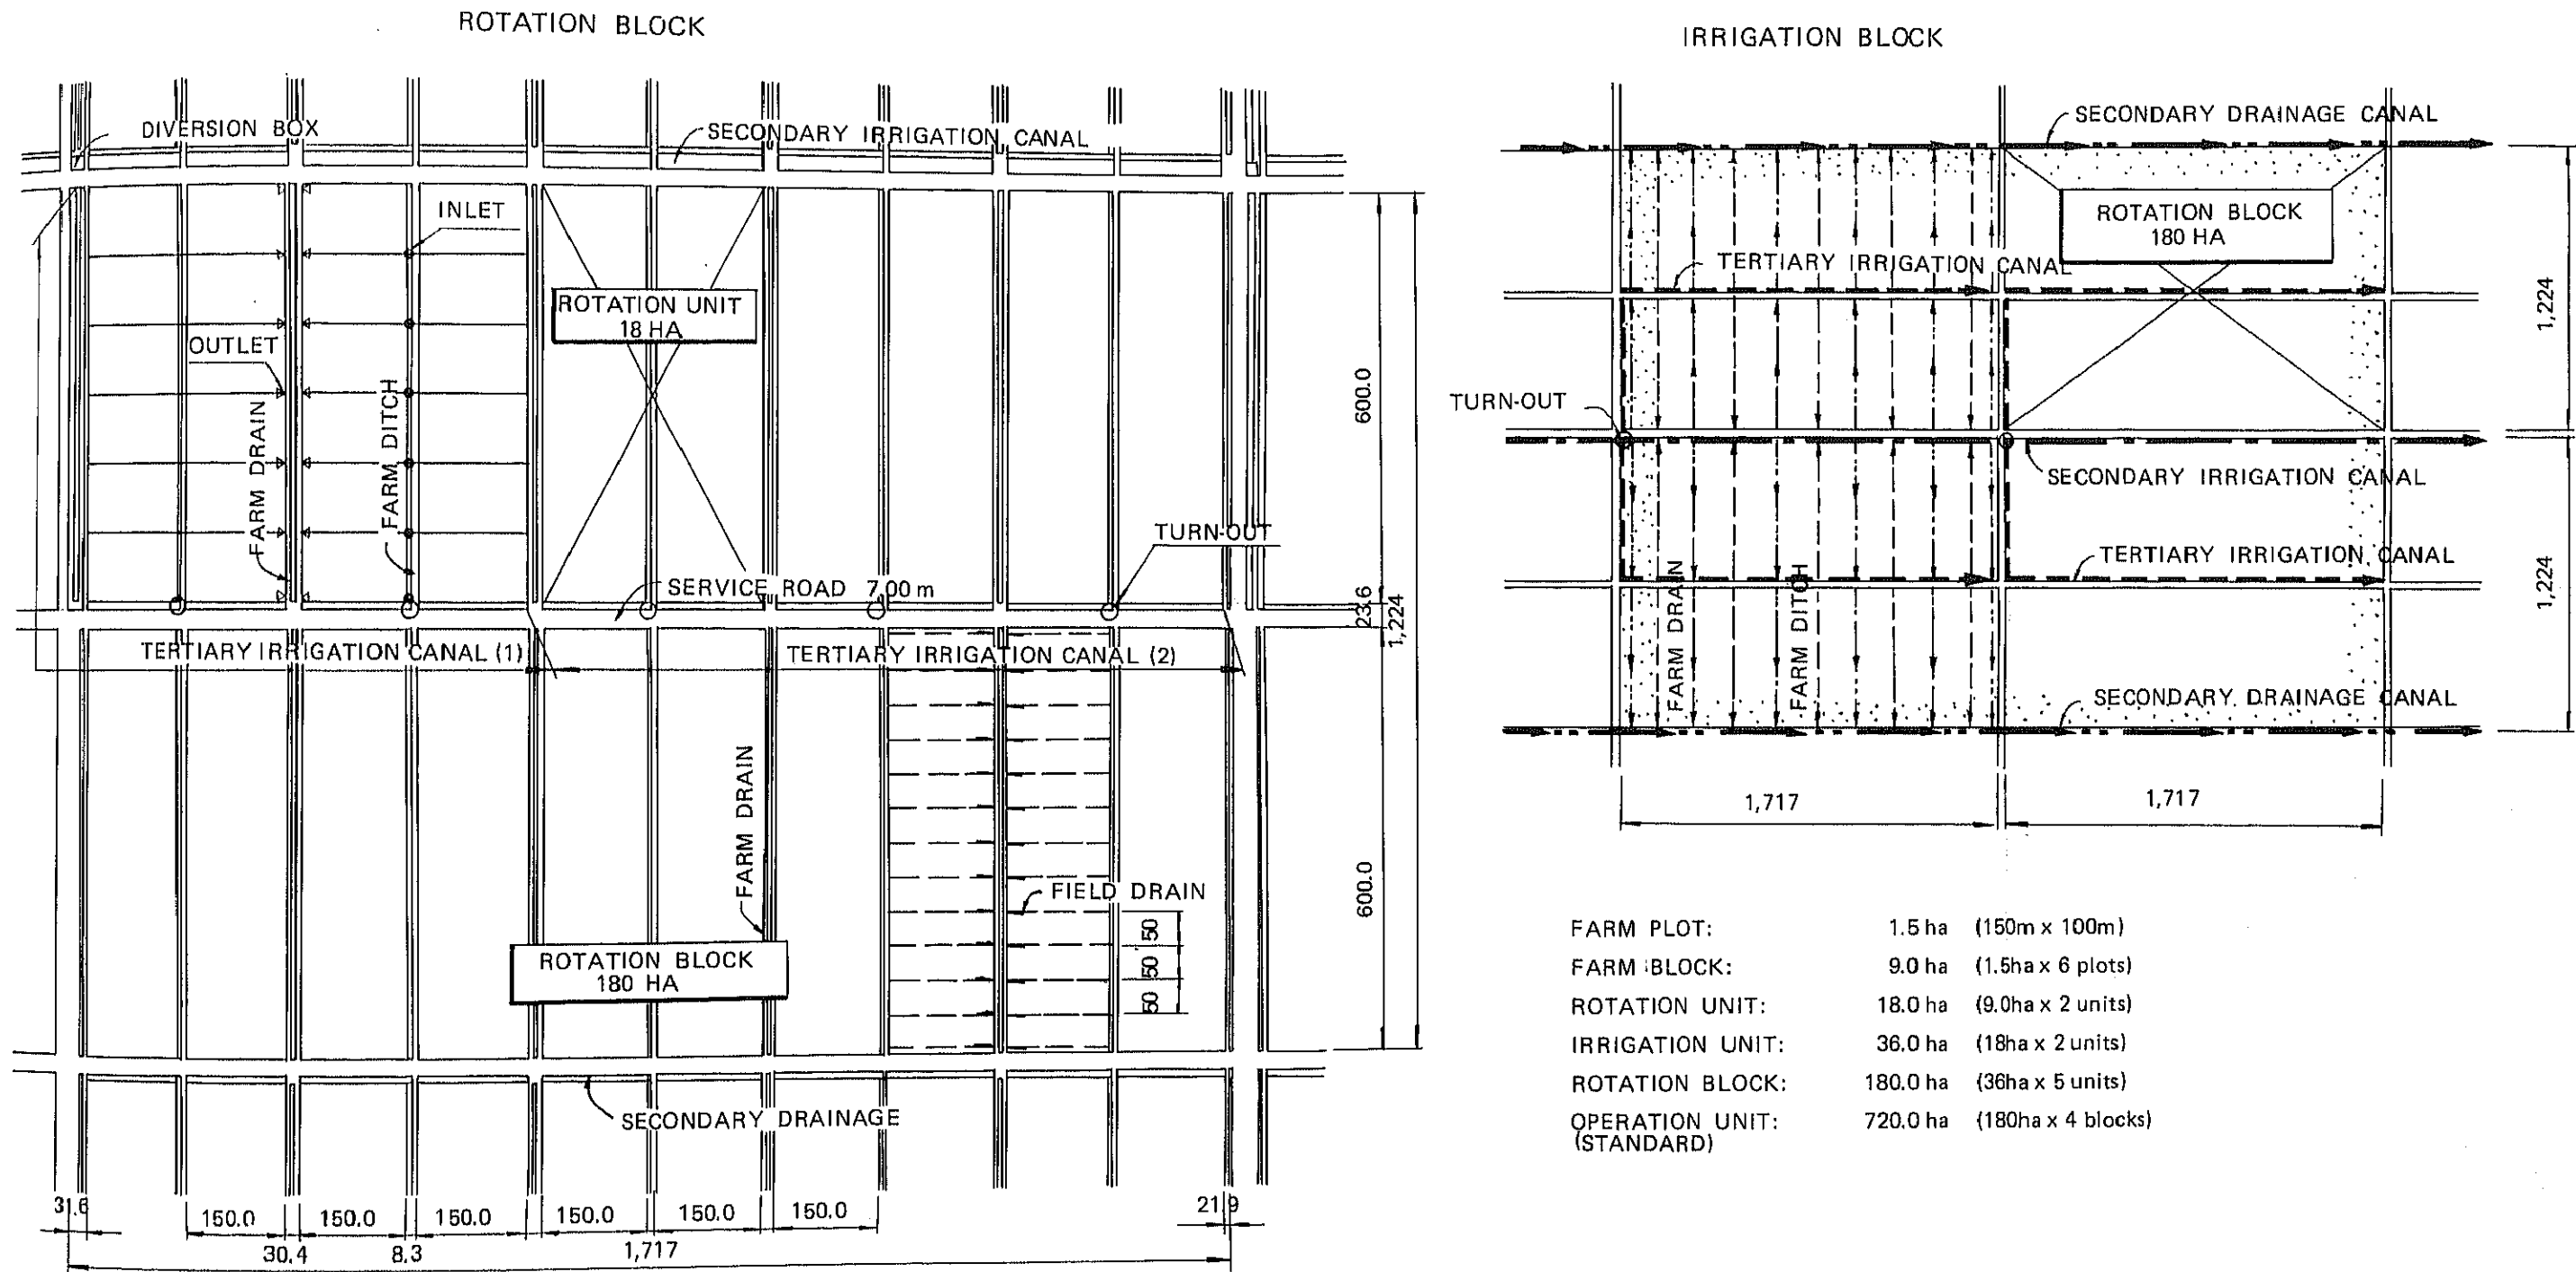 ROTATION BLOCK
DIVERSION BOX
SECONDARY IRRIGATION CANAL
INLET
ROTATION UNIT
18 HA
OUTLET
FARM DRAIN
FARM DITCH
600.0
TURN-OUT
SERVICE ROAD 7.00 m
23.6
1,224
TERTIARY IRRIGATION CANAL (1)
TERTIARY IRRIGATION CANAL (2)
FARM DRAIN
FIELD DRAIN
600.0
50
50
50
ROTATION BLOCK
180 HA
SECONDARY DRAINAGE
31.6
150.0
150.0
150.0
150.0
150.0
150.0
21.9
30.4
8.3
1,717
IRRIGATION BLOCK
SECONDARY DRAINAGE CANAL
ROTATION BLOCK
180 HA
TERTIARY IRRIGATION CANAL
1,224
TURN-OUT
SECONDARY IRRIGATION CANAL
TERTIARY IRRIGATION CANAL
FARM DRAIN
FARM DITCH
1,224
SECONDARY DRAINAGE CANAL
1,717
1,717
FARM PLOT: 1.5 ha (150m x 100m)
FARM BLOCK: 9.0 ha (1.5ha x 6 plots)
ROTATION UNIT: 18.0 ha (9.0ha x 2 units)
IRRIGATION UNIT: 36.0 ha (18ha x 2 units)
ROTATION BLOCK: 180.0 ha (36ha x 5 units)
OPERATION UNIT: 720.0 ha (180ha x 4 blocks)
(STANDARD)